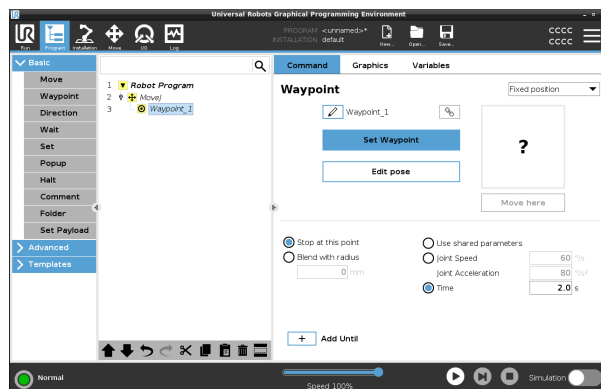 Universal Robots Graphical Programming Environment
Run
Program
Installation
Move
I/O
Log
PROGRAM <unnamed>*
INSTALLATION default
New...
Open...
Save...
CCCC
CCCC
Basic
Move
Waypoint
Direction
Wait
Set
Popup
Halt
Comment
Folder
Set Payload
Advanced
Templates
1 Robot Program
2 MoveJ
3 Waypoint_1
Command Graphics Variables
Waypoint
Fixed position
Waypoint_1
Set Waypoint
Edit pose
?
Move here
Stop at this point
Blend with radius
0 mm
Use shared parameters
Joint Speed 60 °/s
Joint Acceleration 80 °/s²
Time 2.0 s
+ Add Until
Normal
Speed 100%
Simulation